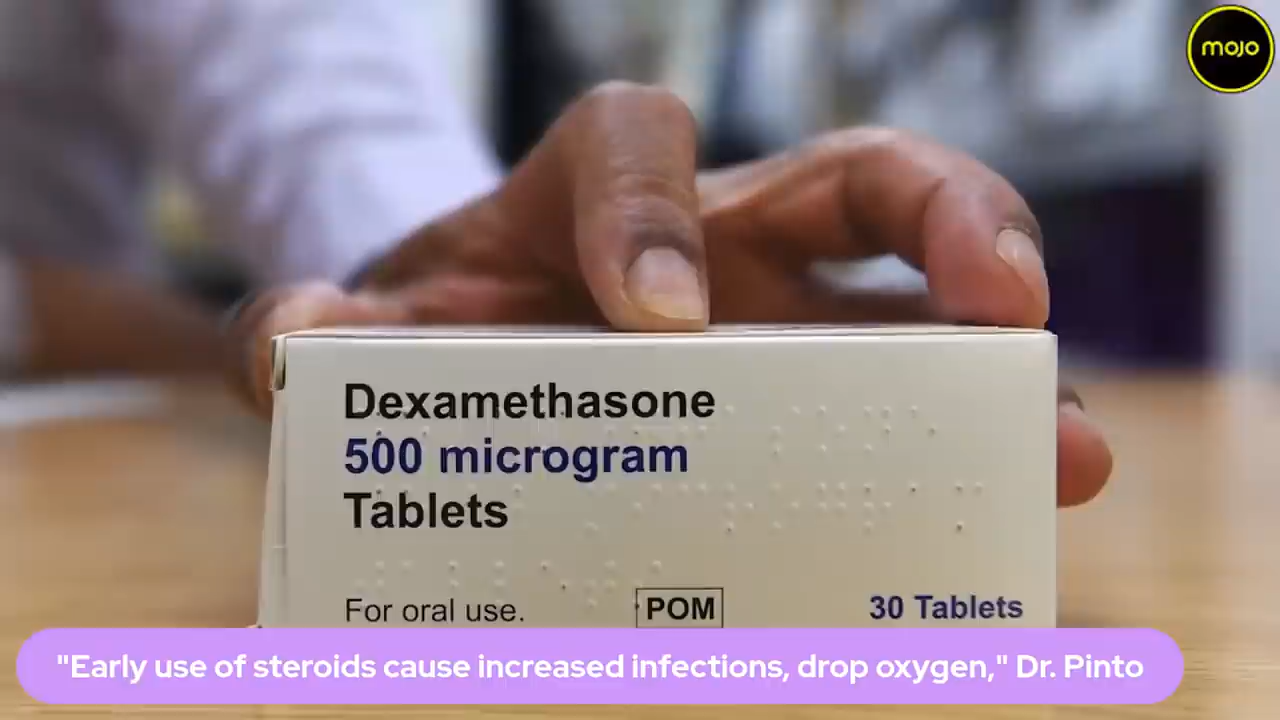 mojo
Dexamethasone
500 microgram
Tablets
For oral use.
POM
30 Tablets
"Early use of steroids cause increased infections, drop oxygen," Dr. Pinto